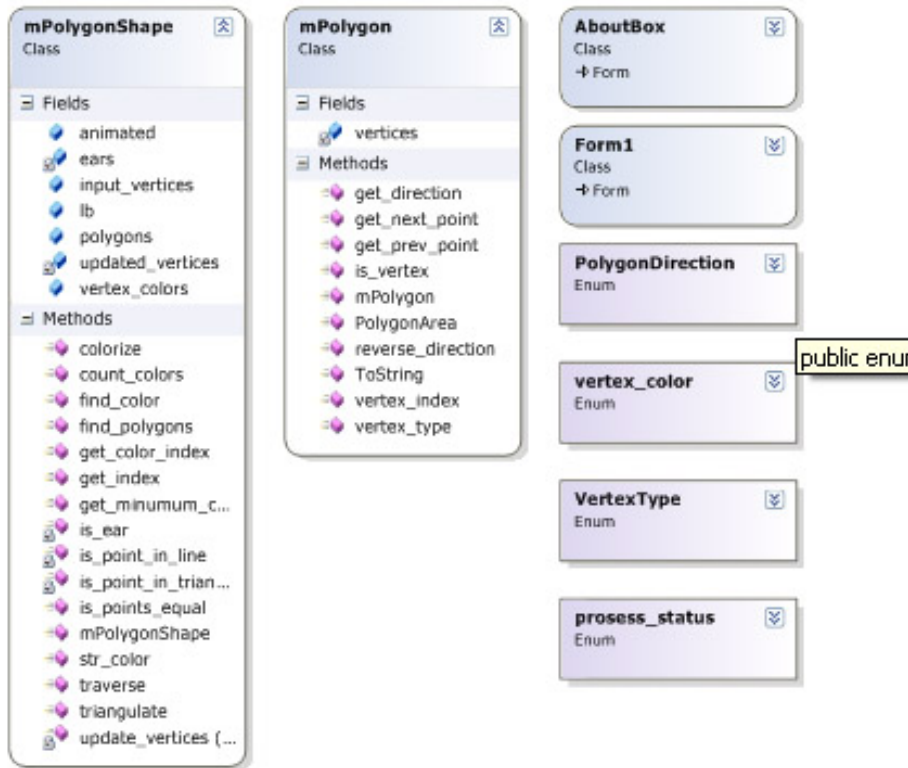 mPolygonShape
Class
Fields
animated
ears
input_vertices
lb
polygons
updated_vertices
vertex_colors
Methods
colorize
count_colors
find_color
find_polygons
get_color_index
get_index
get_minumum_c...
is_ear
is_point_in_line
is_point_in_trian...
is_points_equal
mPolygonShape
str_color
traverse
triangulate
update_vertices (...
mPolygon
Class
Fields
vertices
Methods
get_direction
get_next_point
get_prev_point
is_vertex
mPolygon
PolygonArea
reverse_direction
ToString
vertex_index
vertex_type
AboutBox
Class
Form
Form1
Class
Form
PolygonDirection
Enum
public enum
vertex_color
Enum
VertexType
Enum
prosess_status
Enum